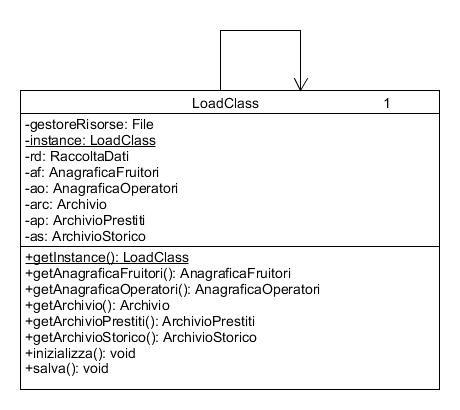 LoadClass 1
-gestoreRisorse: File
-instance: LoadClass
-rd: RaccoltaDati
-af: AnagraficaFruitori
-ao: AnagraficaOperatori
-arc: Archivio
-ap: ArchivioPrestiti
-as: ArchivioStorico
+getInstance(): LoadClass
+getAnagraficaFruitori(): AnagraficaFruitori
+getAnagraficaOperatori(): AnagraficaOperatori
+getArchivio(): Archivio
+getArchivioPrestiti(): ArchivioPrestiti
+getArchivioStorico(): ArchivioStorico
+inizializza(): void
+salva(): void